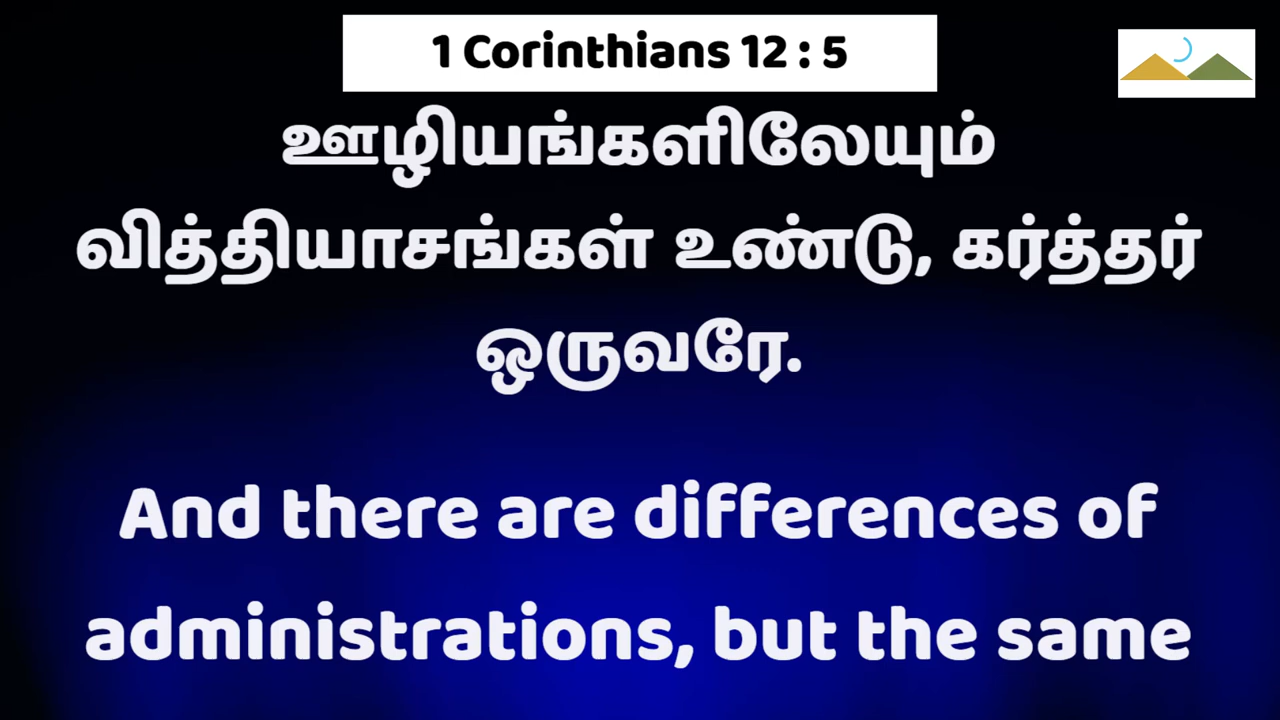 1 Corinthians 12 : 5
ஊழியங்களிலேயும்
வித்தியாசங்கள் உண்டு, கர்த்தர்
ஒருவரே.
And there are differences of
administrations, but the same